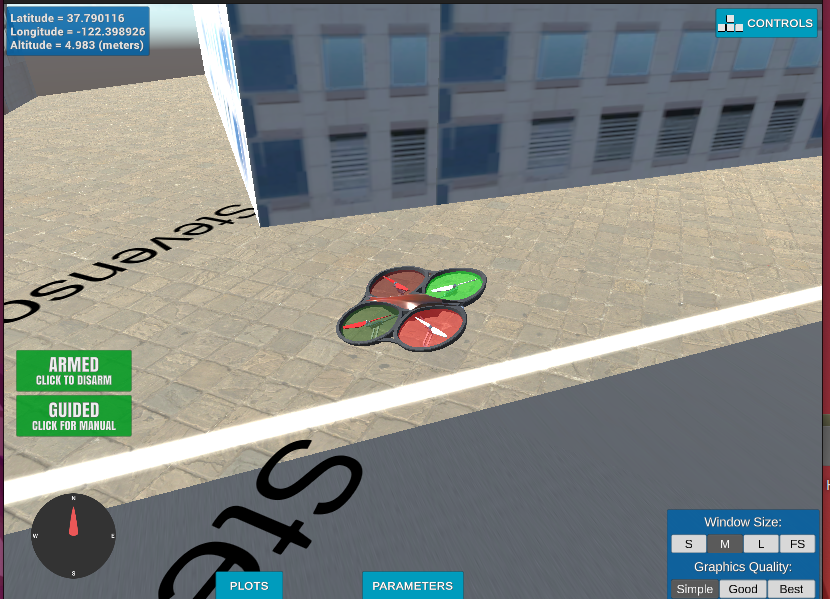 Latitude = 37.790116
Longitude = -122.398926
Altitude = 4.983 (meters)
CONTROLS
Stevenso
ARMED
CLICK TO DISARM
GUIDED
CLICK FOR MANUAL
Ste
N
W
E
S
PLOTS
PARAMETERS
Window Size:
S M L FS
Graphics Quality:
Simple Good Best